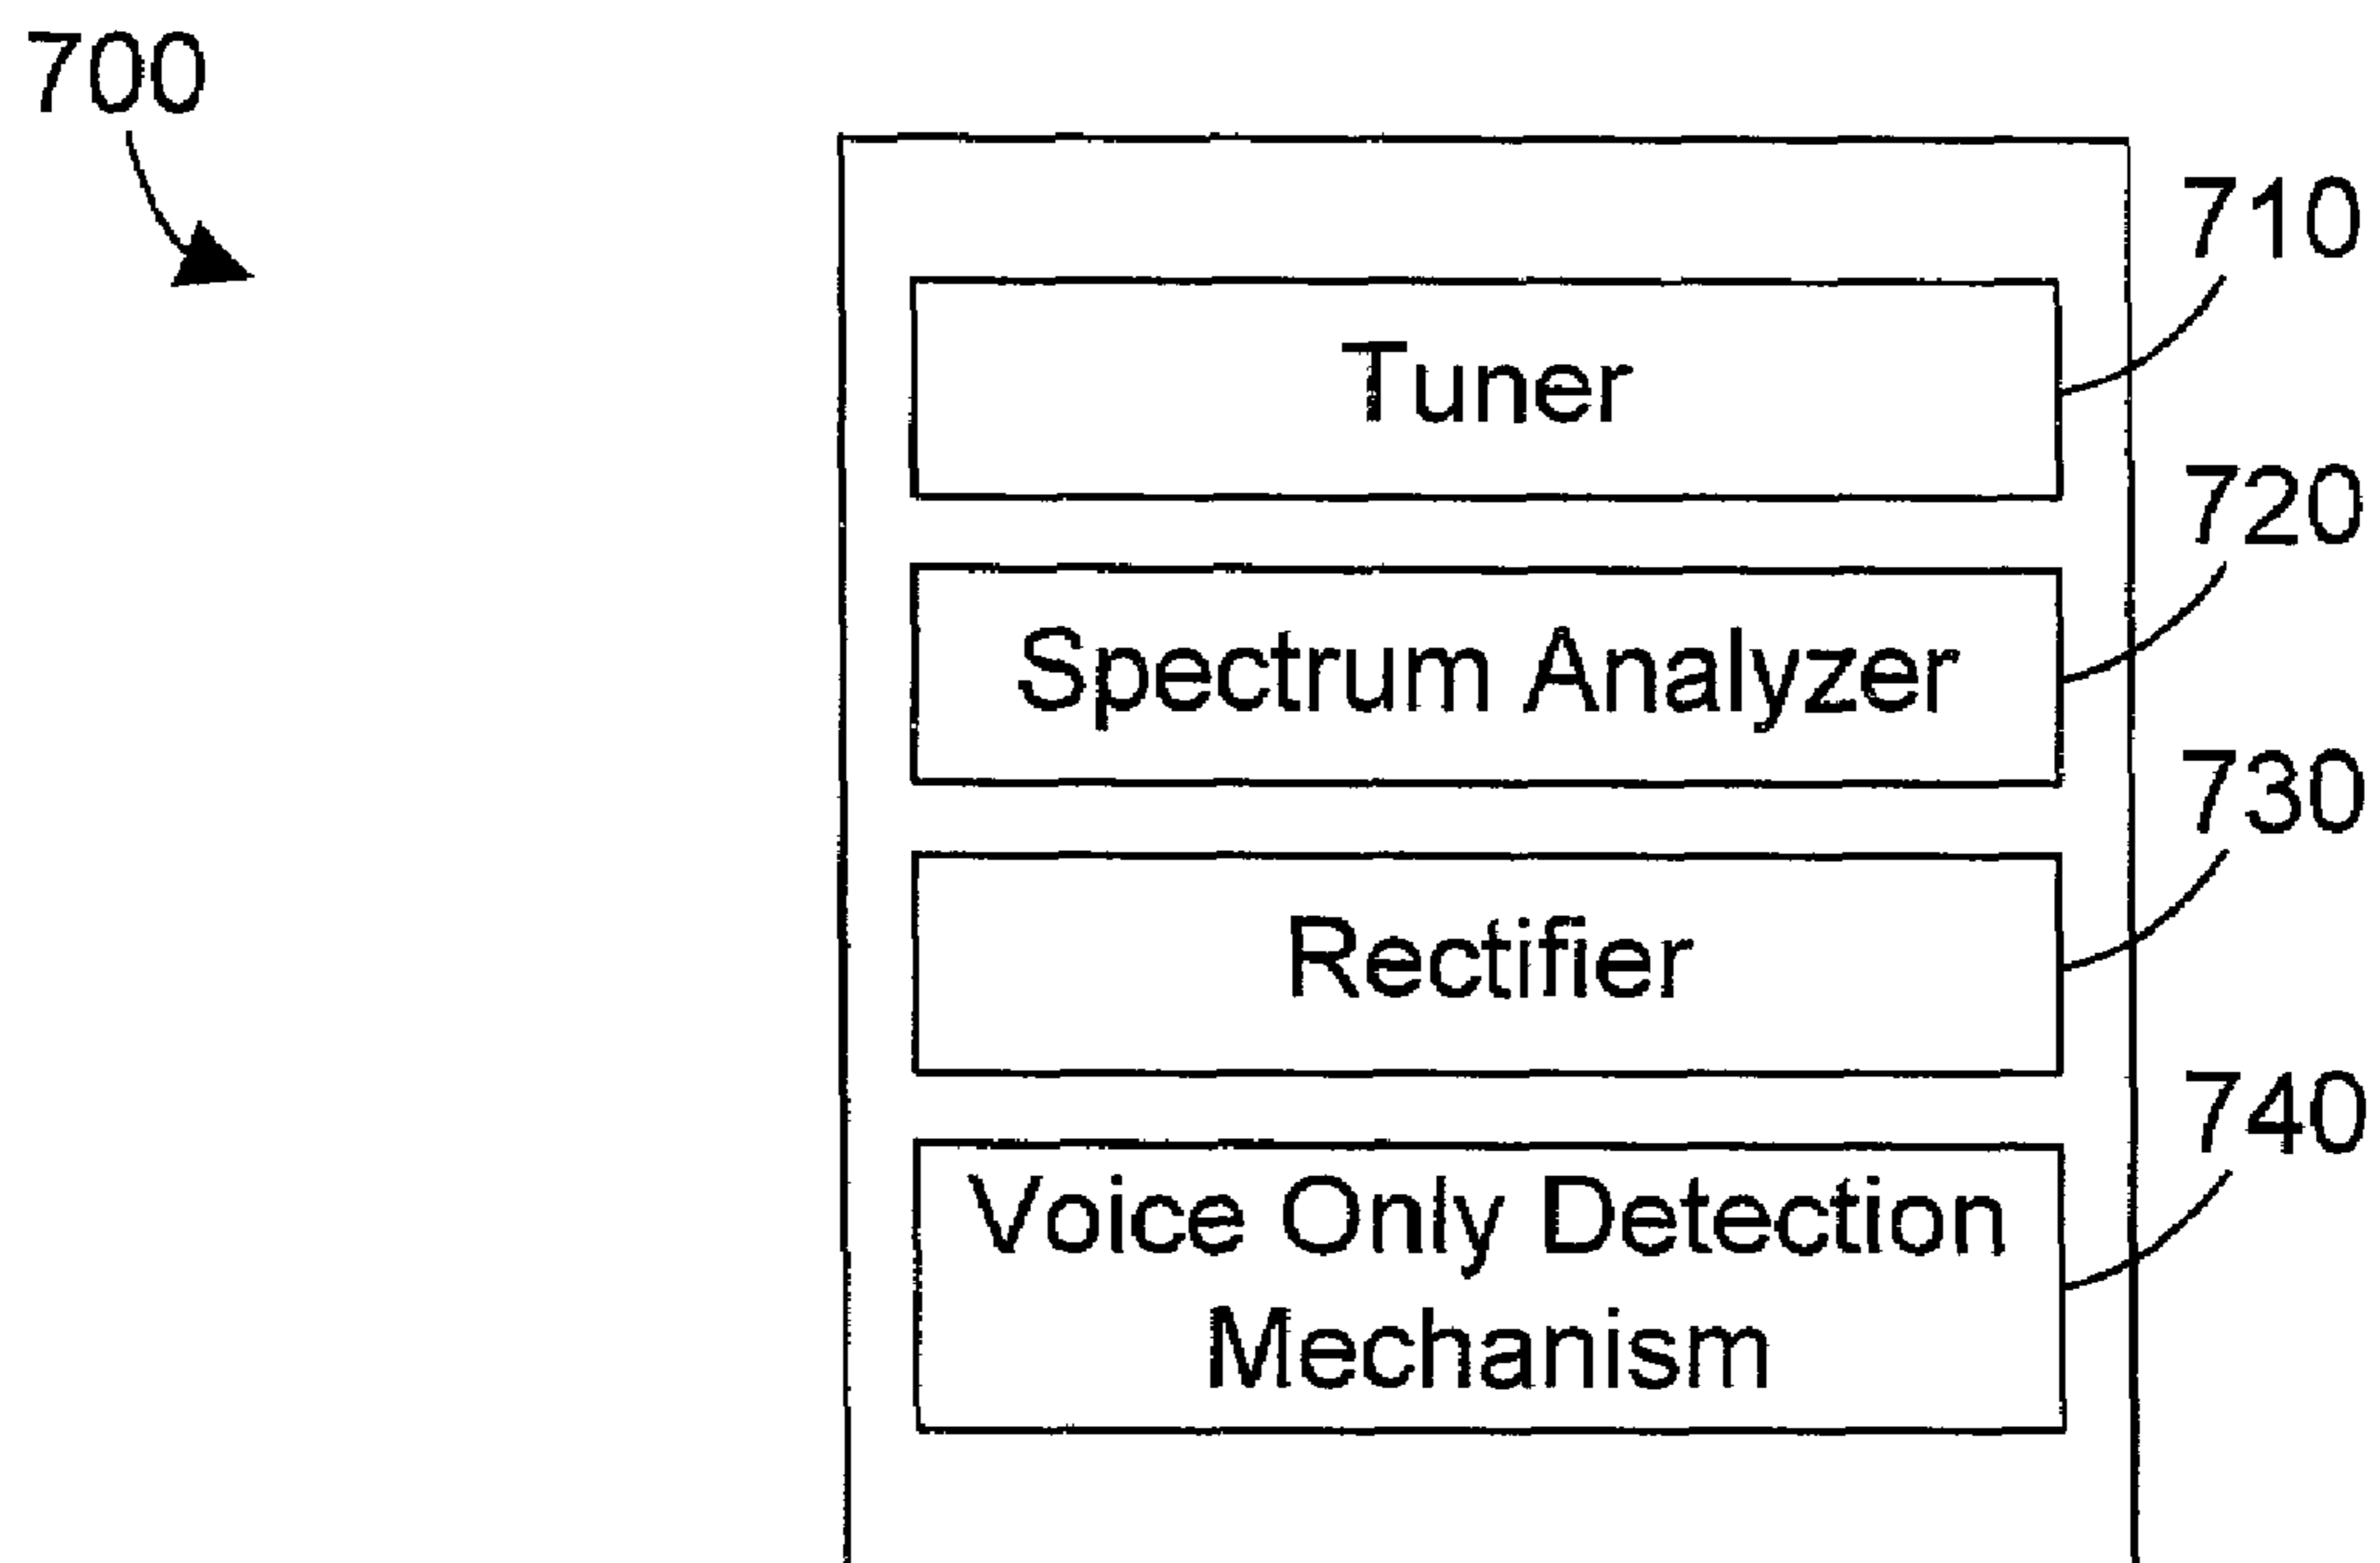 700
710
Tuner
720
Spectrum Analyzer
730
Rectifier
740
Voice Only Detection
Mechanism